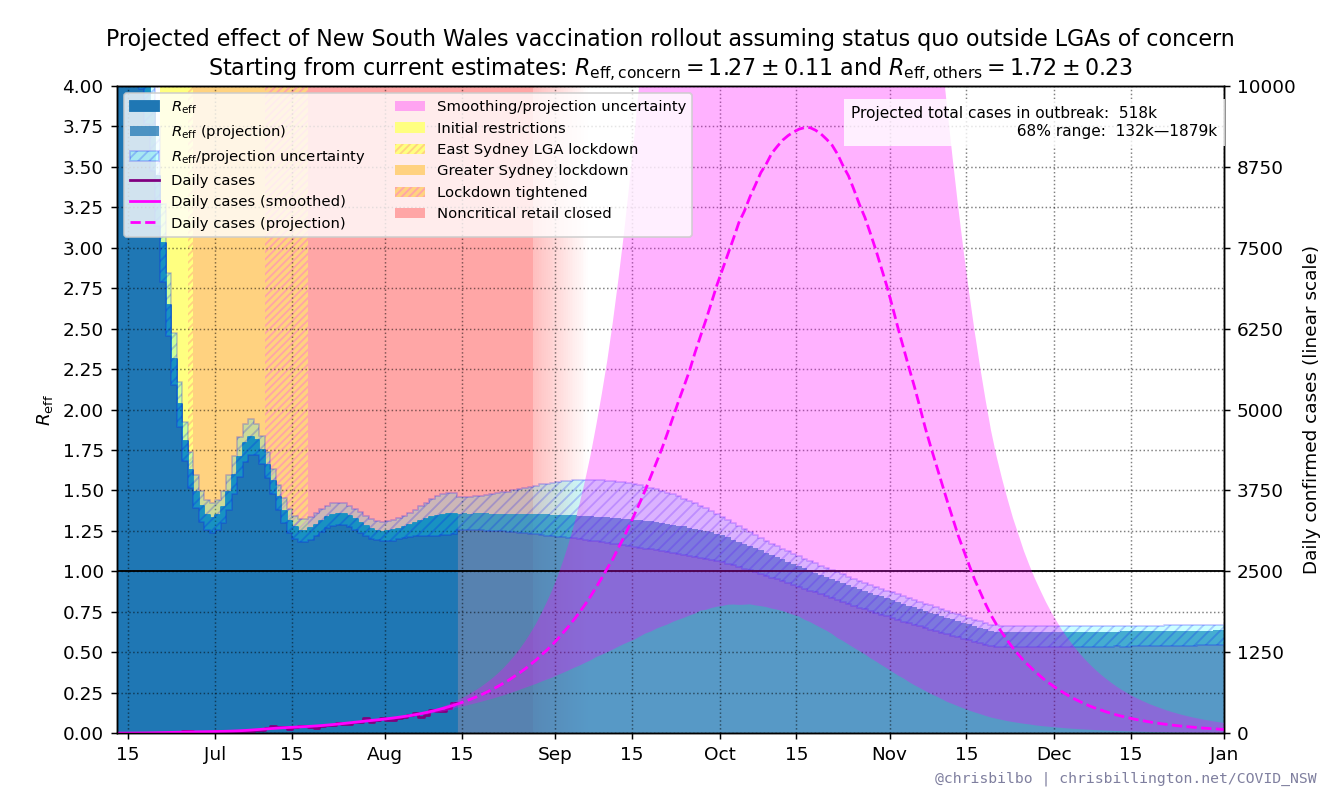 Projected effect of New South Wales vaccination rollout assuming status quo outside LGAs of concern
Starting from current estimates: R_eff, concern = 1.27 ± 0.11 and R_eff, others = 1.72 ± 0.23
R_eff
R_eff (projection)
R_eff/projection uncertainty
Daily cases
Daily cases (smoothed)
Daily cases (projection)
Smoothing/projection uncertainty
Initial restrictions
East Sydney LGA lockdown
Greater Sydney lockdown
Lockdown tightened
Noncritical retail closed
Projected total cases in outbreak: 518k
68% range: 132k—1879k
4.00
3.75
3.50
3.25
3.00
2.75
2.50
2.25
2.00
1.75
1.50
1.25
1.00
0.75
0.50
0.25
0.00
R_eff
10000
8750
7500
6250
5000
3750
2500
1250
0
Daily confirmed cases (linear scale)
15 Jul 15 Aug 15 Sep 15 Oct 15 Nov 15 Dec 15 Jan
@chrisbilbo | chrisbillington.net/COVID_NSW